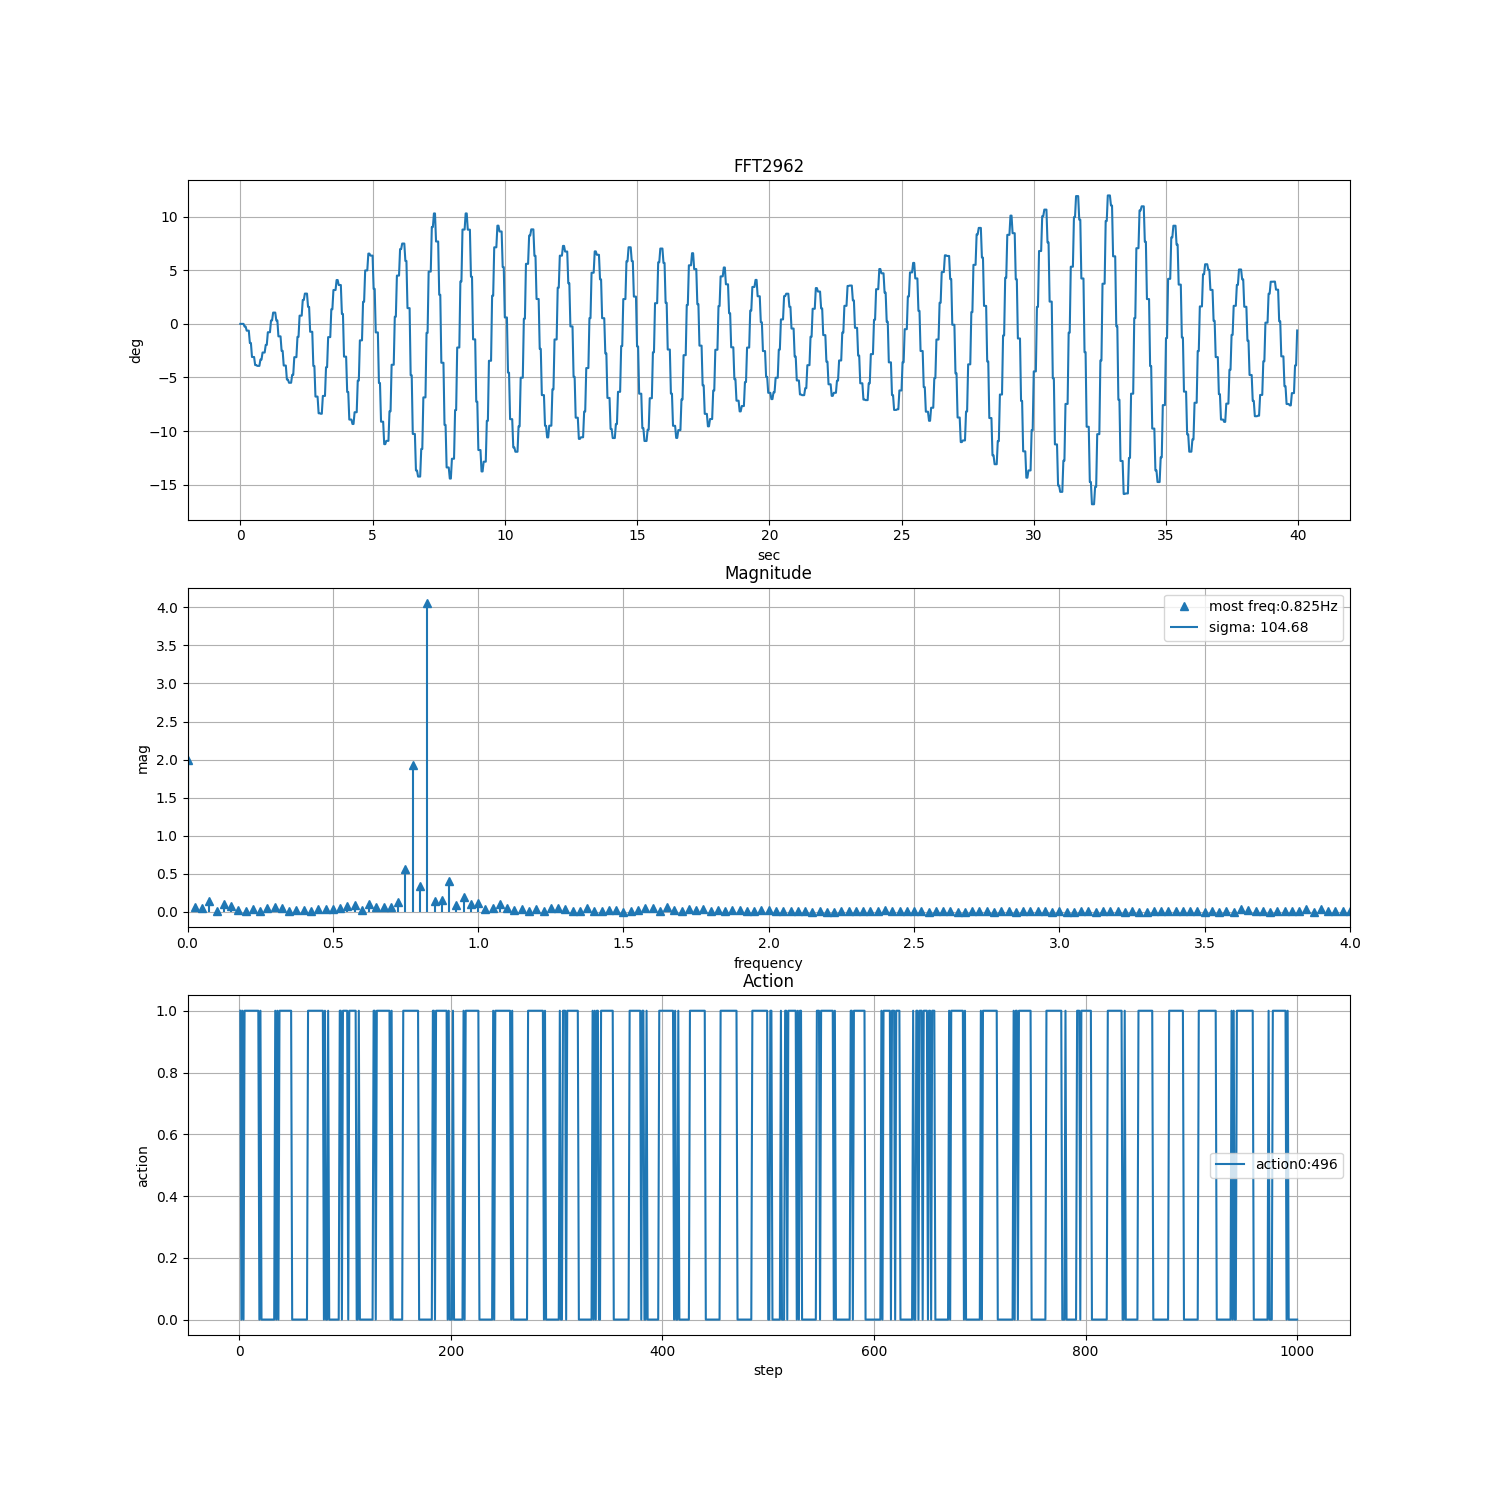 FFT2962
10
5
0
−5
−10
−15
deg
0 5 10 15 20 25 30 35 40
sec
Magnitude
4.0
3.5
3.0
2.5
2.0
1.5
1.0
0.5
0.0
mag
most freq:0.825Hz
sigma: 104.68
0.0 0.5 1.0 1.5 2.0 2.5 3.0 3.5 4.0
frequency
Action
1.0
0.8
0.6
0.4
0.2
0.0
action
action0:496
0 200 400 600 800 1000
step